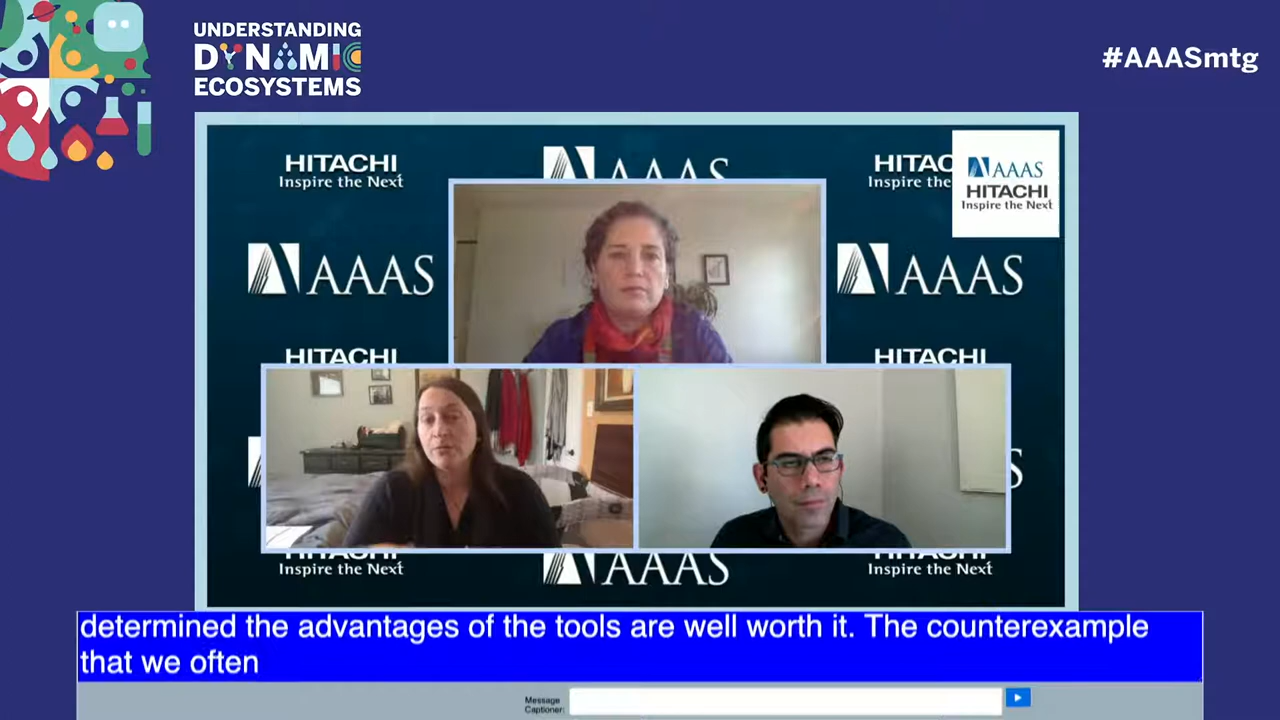 UNDERSTANDING
DYNAMIC
ECOSYSTEMS
#AAASmtg
HITACHI
Inspire the Next
AAAS
HITAC
Inspire the
AAAS
HITACHI
Inspire the Next
AAAS
AAAS
HITACHI
HITACHI
S
HITACHI
Inspire the Next
AAAS
HITACHI
Inspire the Next
determined the advantages of the tools are well worth it. The counterexample
that we often
Message
Captioner: